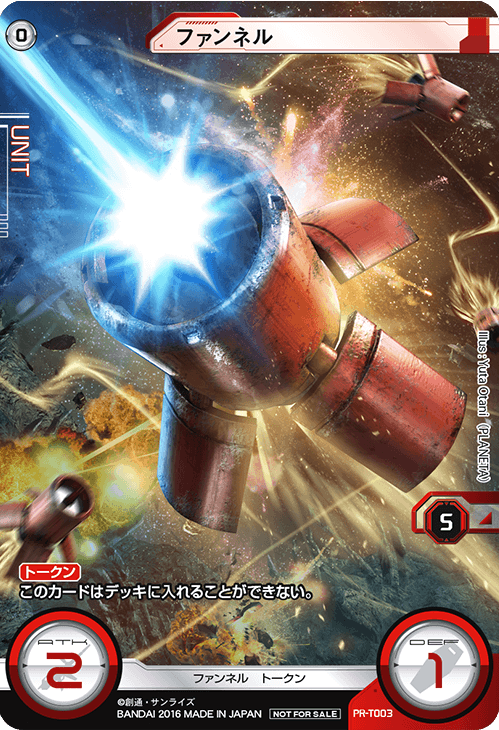 0
ファンネル
UNIT
Illus : Yuta Otani (PLANETA)
S
トークン
このカードはデッキに入れることができない。
ATK
2
DEF
1
ファンネル トークン
©創通・サンライズ
BANDAI 2016 MADE IN JAPAN NOT FOR SALE PR-T003